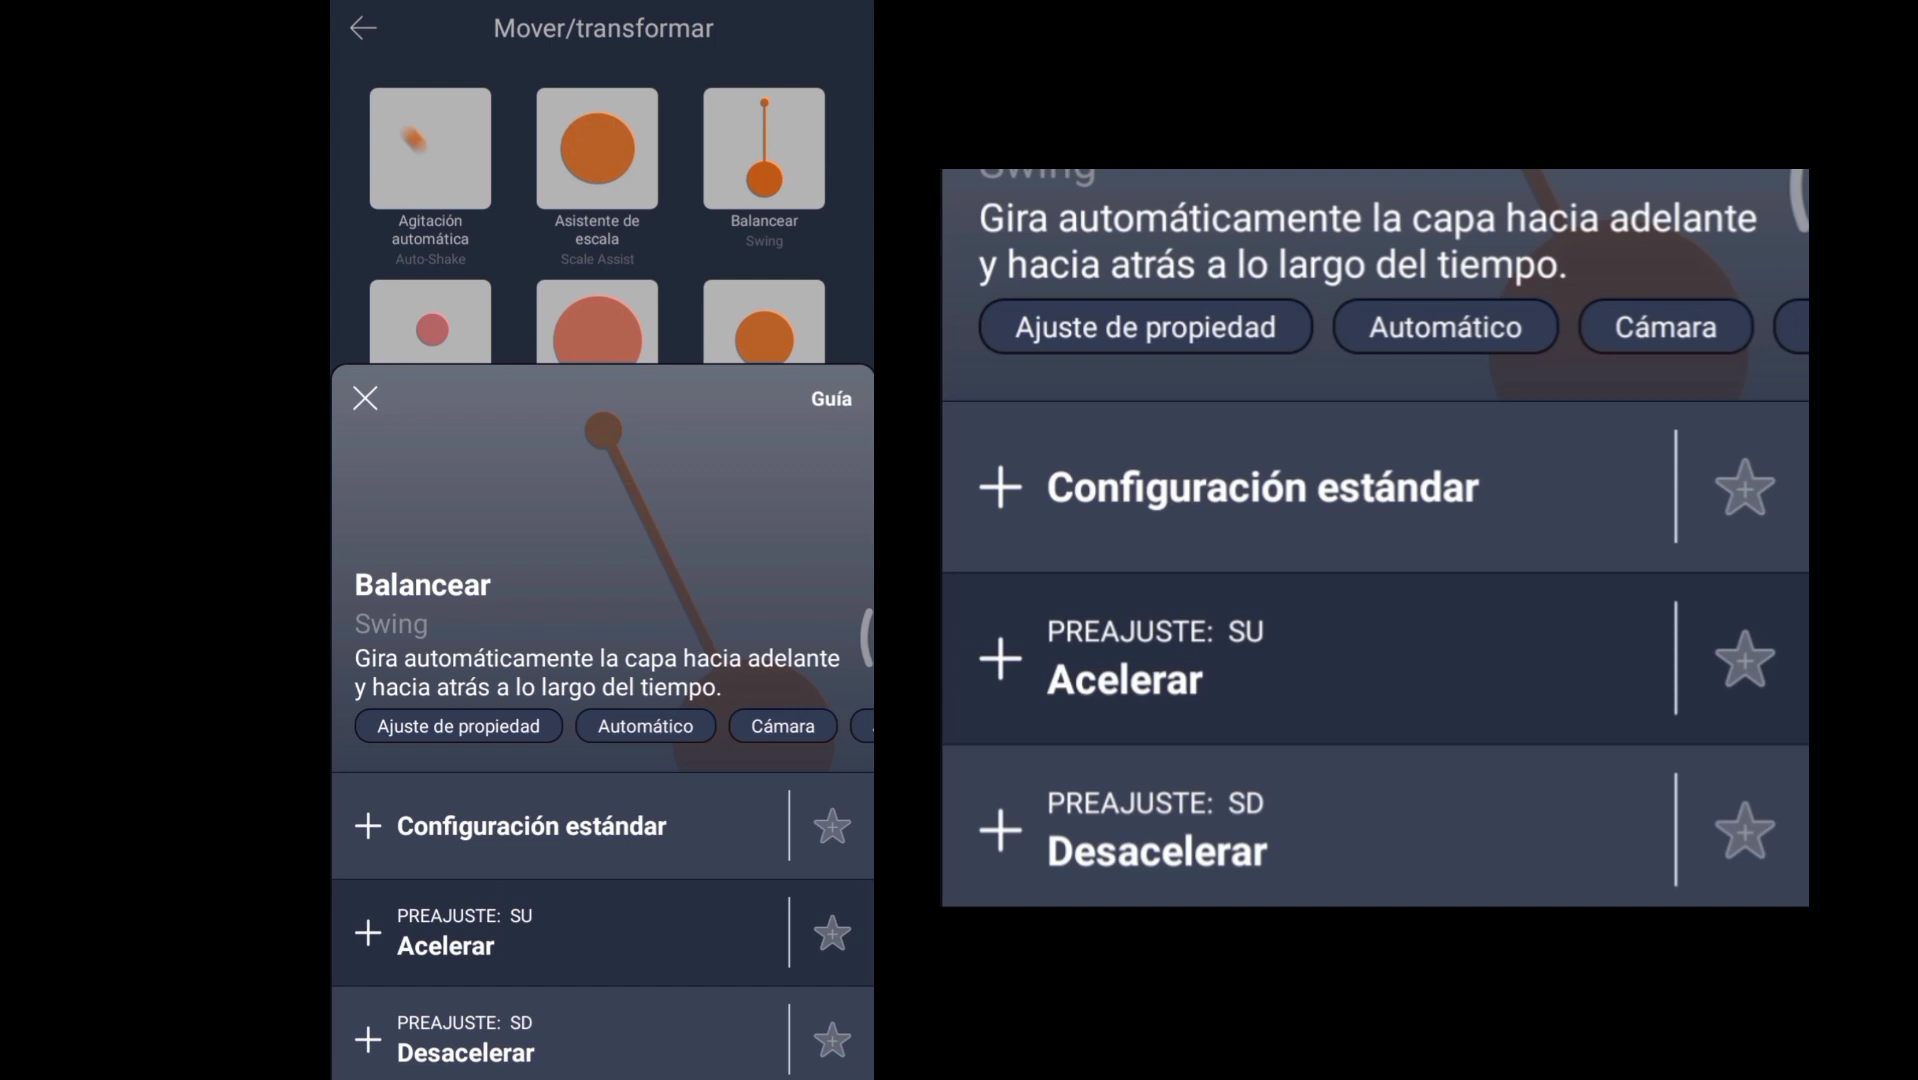 Mover/transformar
Agitación
automática
Auto-Shake
Asistente de
escala
Scale Assist
Balancear
Swing
Guía
Balancear
Swing
Gira automáticamente la capa hacia adelante
y hacia atrás a lo largo del tiempo.
Ajuste de propiedad
Automático
Cámara
Configuración estándar
PREAJUSTE: SU
Acelerar
PREAJUSTE: SD
Desacelerar
Swing
Gira automáticamente la capa hacia adelante
y hacia atrás a lo largo del tiempo.
Ajuste de propiedad
Automático
Cámara
Configuración estándar
PREAJUSTE: SU
Acelerar
PREAJUSTE: SD
Desacelerar